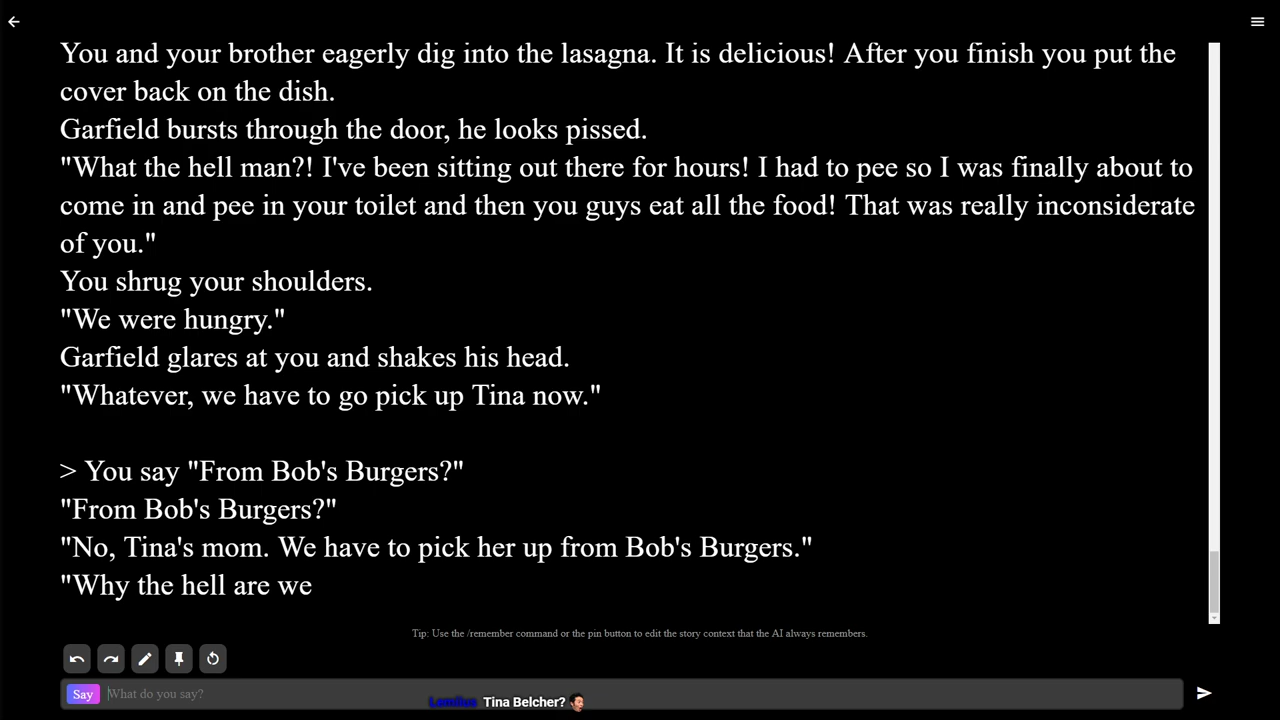 You and your brother eagerly dig into the lasagna. It is delicious! After you finish you put the
cover back on the dish.
Garfield bursts through the door, he looks pissed.
"What the hell man?! I've been sitting out there for hours! I had to pee so I was finally about to
come in and pee in your toilet and then you guys eat all the food! That was really inconsiderate
of you."
You shrug your shoulders.
"We were hungry."
Garfield glares at you and shakes his head.
"Whatever, we have to go pick up Tina now."
> You say "From Bob's Burgers?"
"From Bob's Burgers?"
"No, Tina's mom. We have to pick her up from Bob's Burgers."
"Why the hell are we
Tip: Use the /remember command or the pin button to edit the story context that the AI always remembers.
Say What do you say?
Tina Belcher?